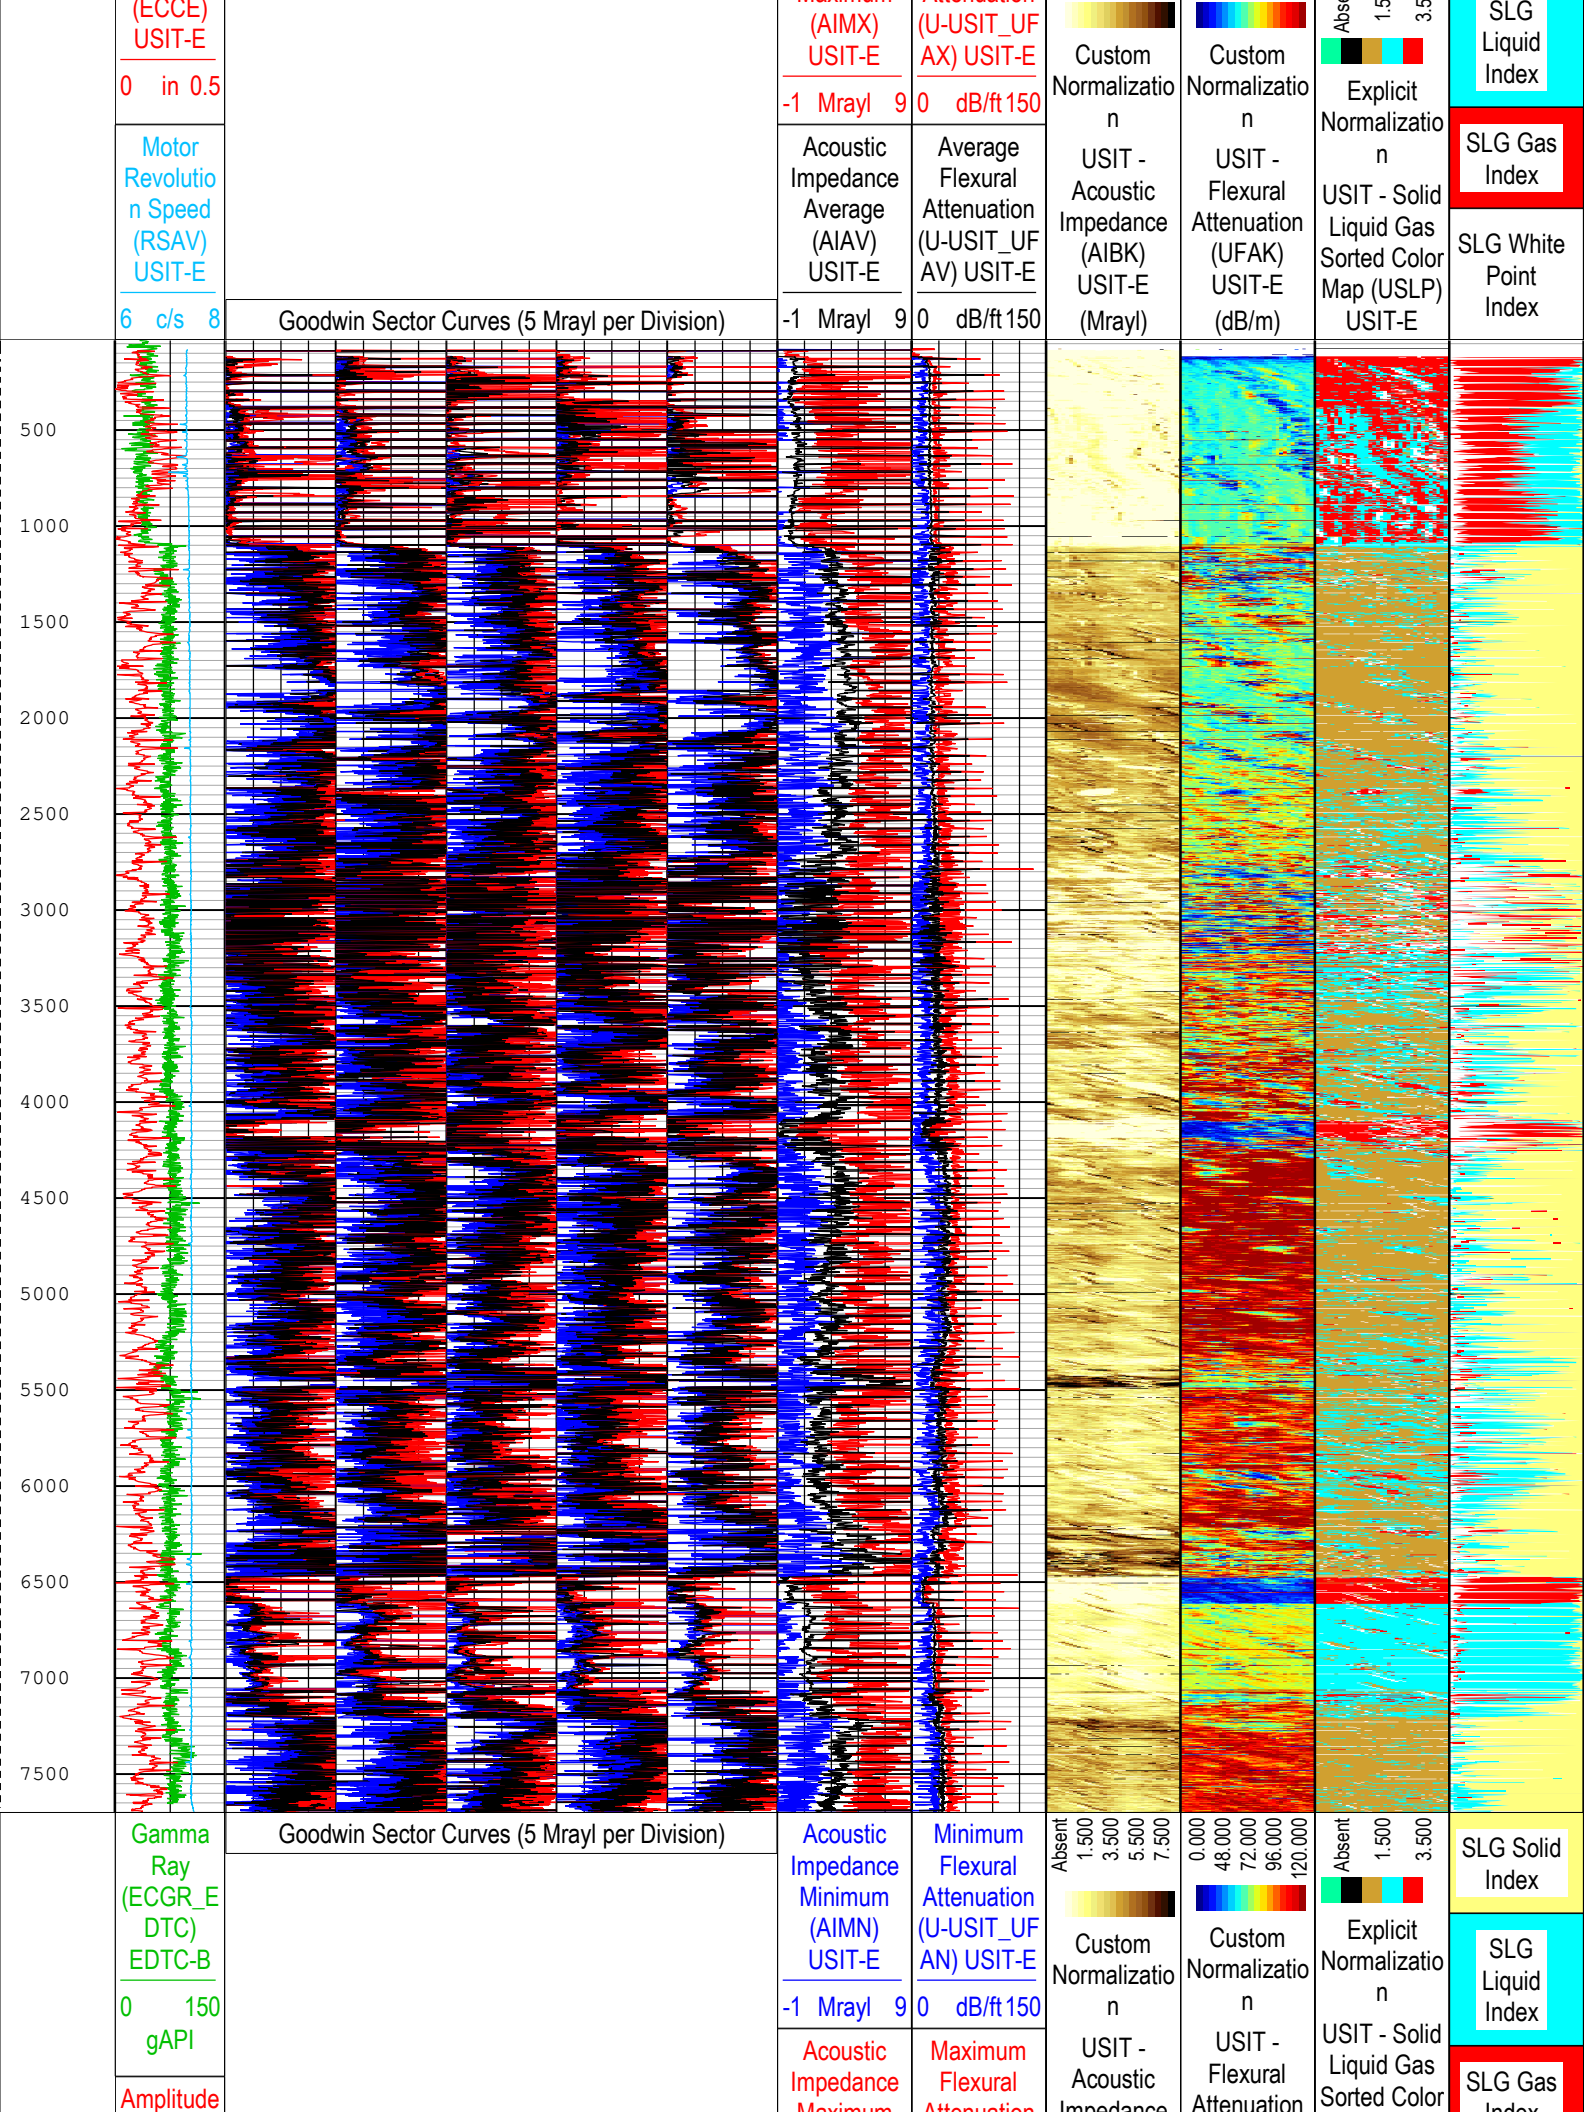 (ECCE)
USIT-E
0 in 0.5
Motor
Revolutio
n Speed
(RSAV)
USIT-E
6 c/s 8
Goodwin Sector Curves (5 Mrayl per Division)
Maximum
(AIMX)
USIT-E
-1 Mrayl 9
Acoustic
Impedance
Average
(AIAV)
USIT-E
-1 Mrayl 9
Attenuation
(U-USIT_UF
AX) USIT-E
0 dB/ft 150
Average
Flexural
Attenuation
(U-USIT_UF
AV) USIT-E
0 dB/ft 150
Custom
Normalizatio
n
USIT -
Acoustic
Impedance
(AIBK)
USIT-E
(Mrayl)
Custom
Normalizatio
n
USIT -
Flexural
Attenuation
(UFAK)
USIT-E
(dB/m)
Explicit
Normalizatio
n
USIT - Solid
Liquid Gas
Sorted Color
Map (USLP)
USIT-E
SLG
Liquid
Index
SLG Gas
Index
SLG White
Point
Index
500
1000
1500
2000
2500
3000
3500
4000
4500
5000
5500
6000
6500
7000
7500
Gamma
Ray
(ECGR_E
DTC)
EDTC-B
0 150
gAPI
Amplitude
Goodwin Sector Curves (5 Mrayl per Division)
Acoustic
Impedance
Minimum
(AIMN)
USIT-E
-1 Mrayl 9
Acoustic
Impedance
Maximum
Minimum
Flexural
Attenuation
(U-USIT_UF
AN) USIT-E
0 dB/ft 150
Maximum
Flexural
Attenuation
Absent
1.500
3.500
5.500
7.500
Custom
Normalizatio
n
USIT -
Acoustic
Impedance
0.000
48.000
72.000
96.000
120.000
Custom
Normalizatio
n
USIT -
Flexural
Attenuation
Absent
1.500
3.500
Explicit
Normalizatio
n
USIT - Solid
Liquid Gas
Sorted Color
SLG Solid
Index
SLG
Liquid
Index
SLG Gas
Index